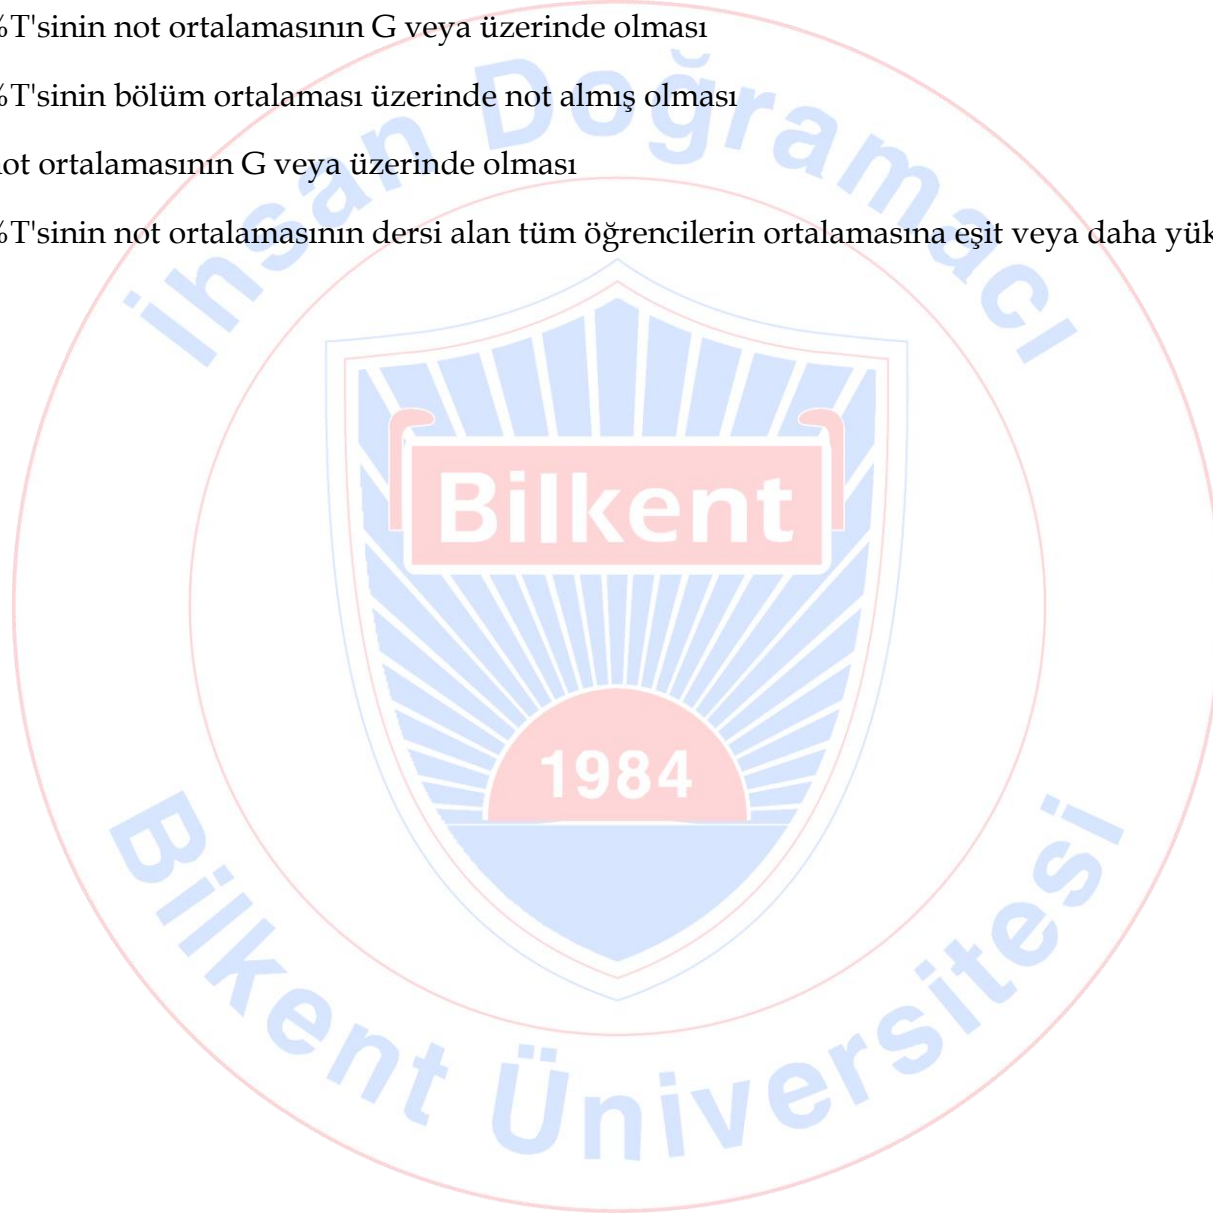 %T'sinin not ortalamasının G veya üzerinde olması
%T'sinin bölüm ortalaması üzerinde not almış olması
not ortalamasının G veya üzerinde olması
%T'sinin not ortalamasının dersi alan tüm öğrencilerin ortalamasına eşit veya daha yük
İhsan Doğramacı
Bilkent
1984
Bilkent Üniversitesi